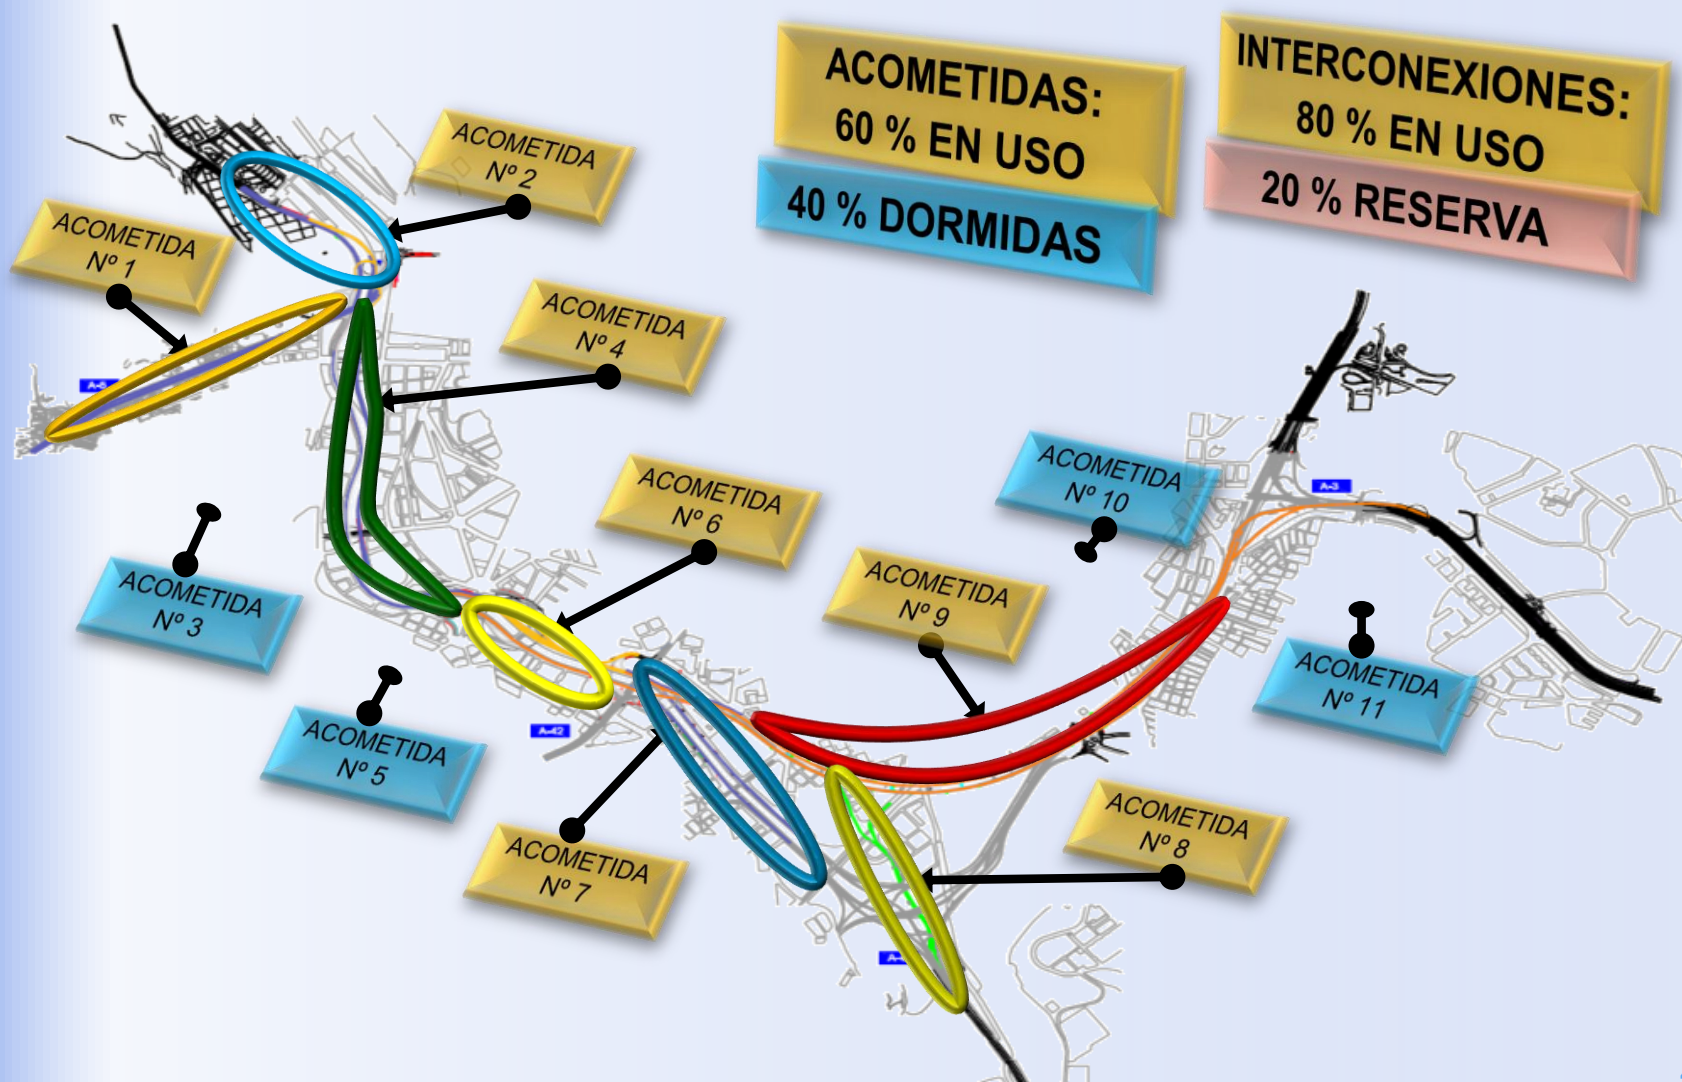 ACOMETIDAS:
60 % EN USO
40 % DORMIDAS
INTERCONEXIONES:
80 % EN USO
20 % RESERVA
ACOMETIDA
Nº 2
ACOMETIDA
Nº 1
ACOMETIDA
Nº 4
ACOMETIDA
Nº 6
ACOMETIDA
Nº 10
A-3
ACOMETIDA
Nº 3
ACOMETIDA
Nº 9
ACOMETIDA
Nº 11
ACOMETIDA
Nº 5
A-42
ACOMETIDA
Nº 7
ACOMETIDA
Nº 8